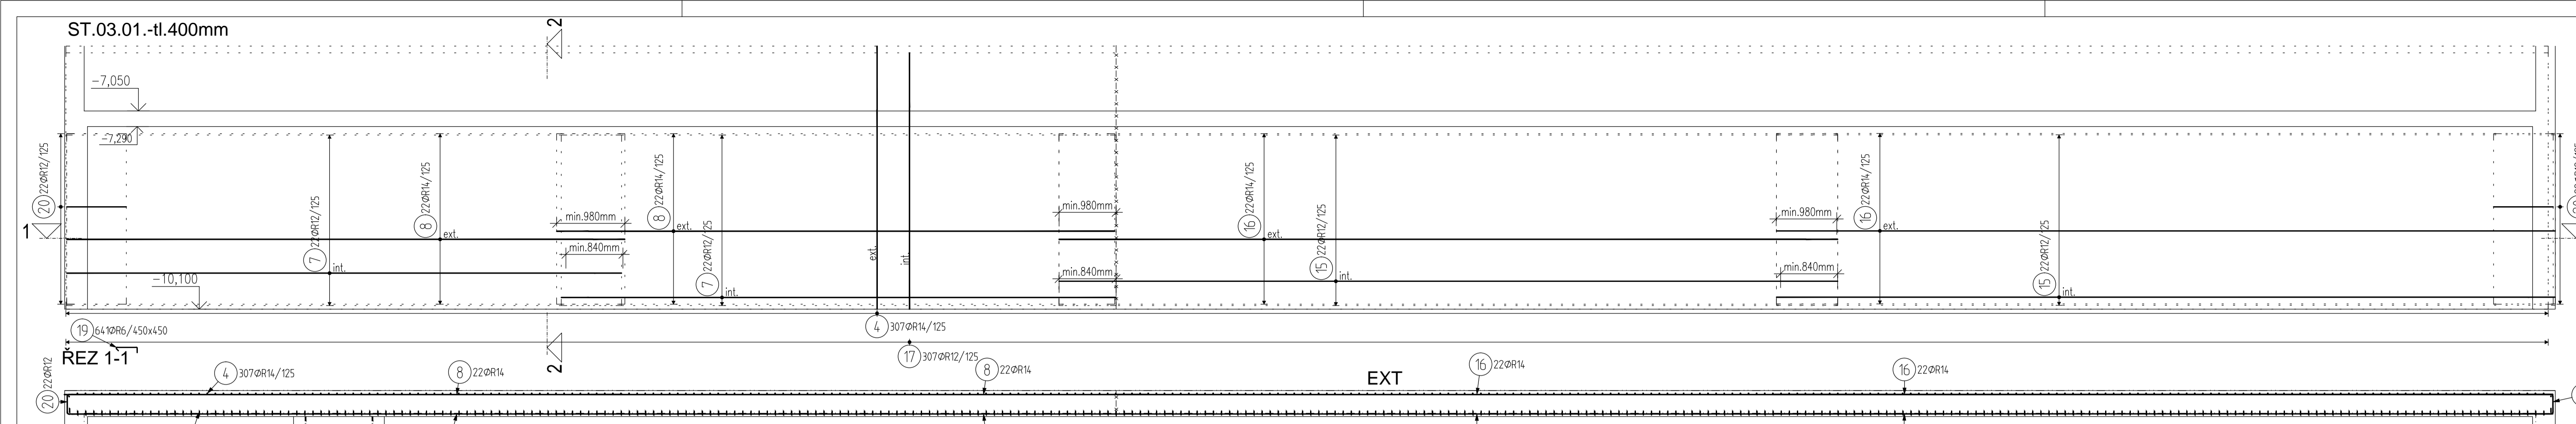 ST.03.01.-tl.400mm
2
-7,050
-7,290
20 22ØR12/125
7 22ØR12/125
int.
8 22ØR14/125
ext.
min.980mm
min.840mm
8 22ØR14/125
ext.
7 22ØR12/125
int.
ext.
int.
min.980mm
min.840mm
16 22ØR14/125
ext.
15 22ØR12/125
int.
min.980mm
min.840mm
16 22ØR14/125
ext.
15 22ØR12/125
int.
1
-10,100
19 641ØR6/450x450
4 307ØR14/125
17 307ØR12/125
2
ŘEZ 1-1
20 22ØR12
4 307ØR14/125
8 22ØR14
8 22ØR14
EXT
16 22ØR14
16 22ØR14